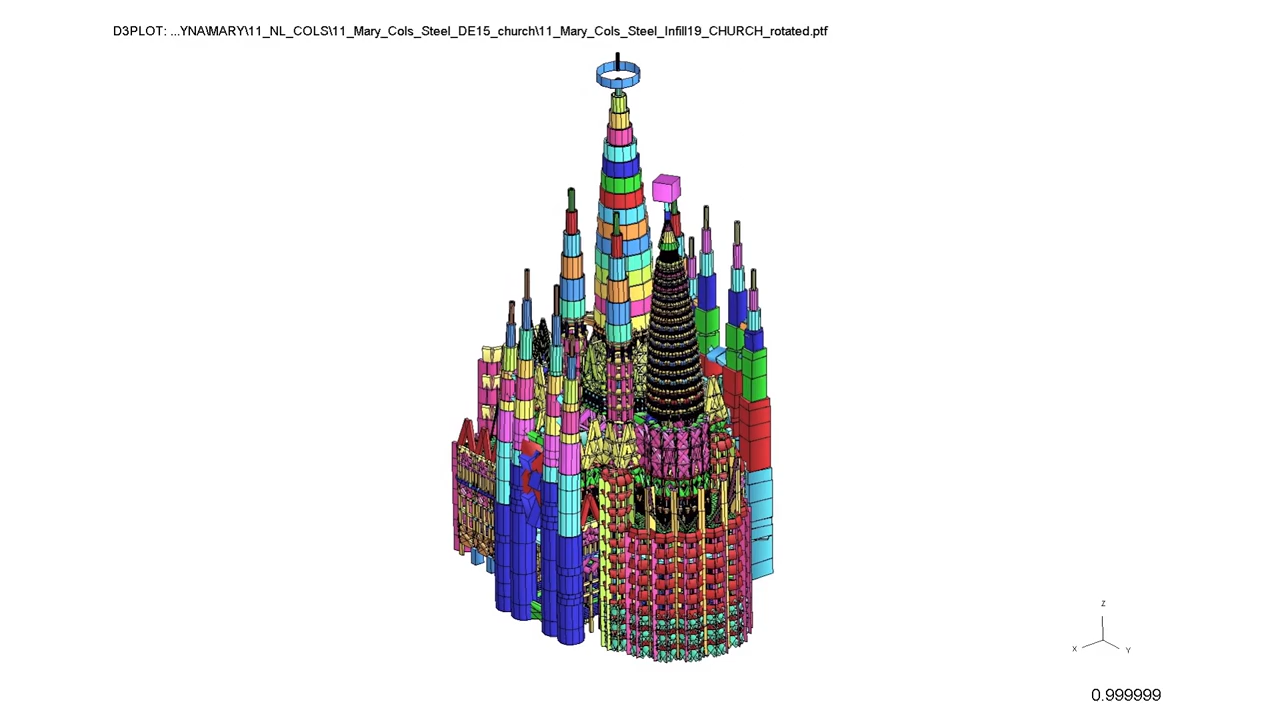 D3PLOT: ...YNA\MARY\11_NL_COLS\11_Mary_Cols_Steel_DE15_church\11_Mary_Cols_Steel_Infill19_CHURCH_rotated.ptf
Z
X
Y
0.999999